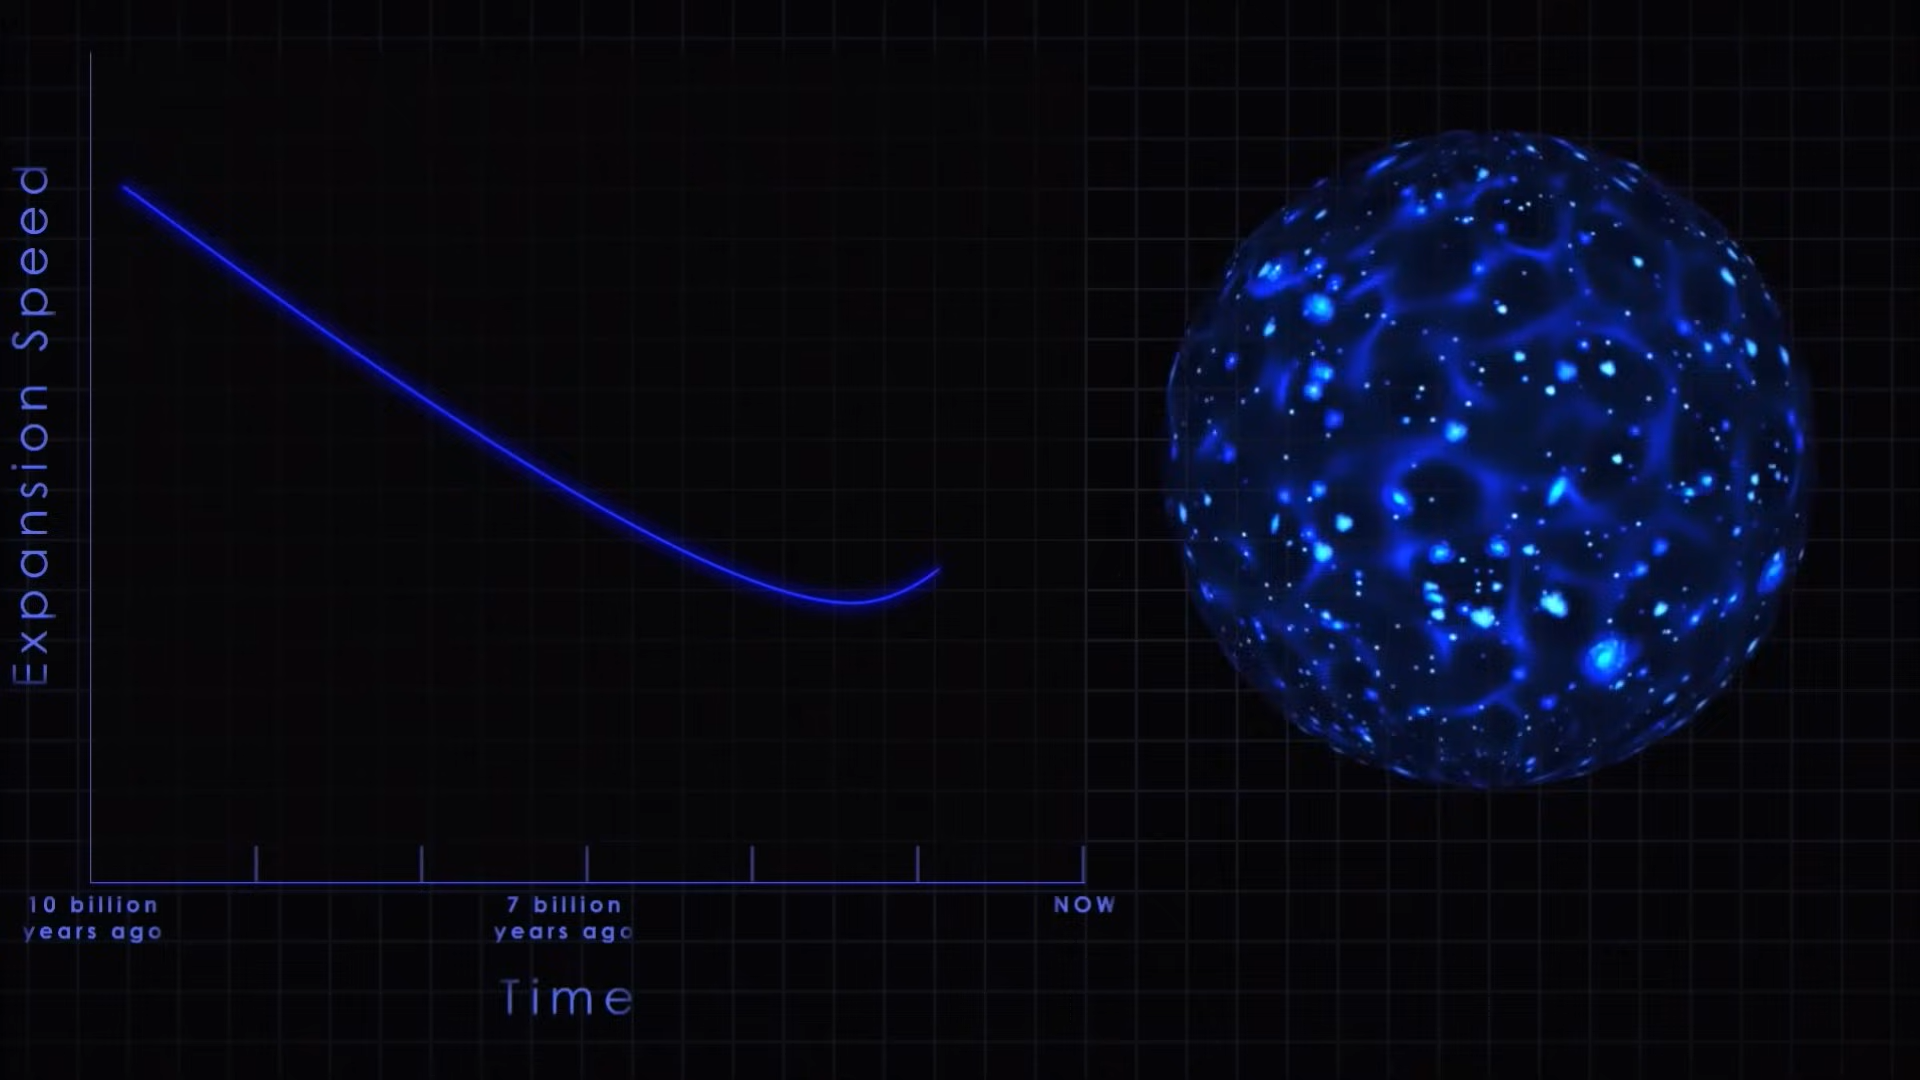 Expansion Speed
10 billion
years ago
7 billion
years ago
NOW
Time